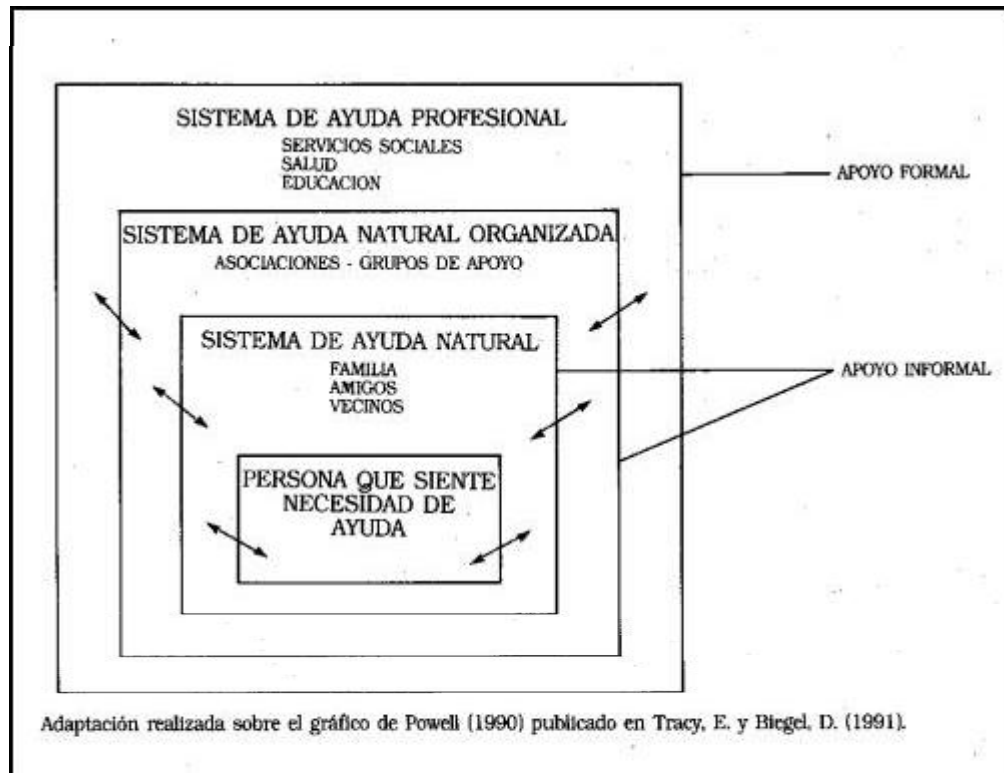 SISTEMA DE AYUDA PROFESIONAL
SERVICIOS SOCIALES
SALUD
EDUCACION
APOYO FORMAL
SISTEMA DE AYUDA NATURAL ORGANIZADA
ASOCIACIONES - GRUPOS DE APOYO
SISTEMA DE AYUDA NATURAL
FAMILIA
AMIGOS
VECINOS
APOYO INFORMAL
PERSONA QUE SIENTE
NECESIDAD DE
AYUDA
Adaptación realizada sobre el gráfico de Powell (1990) publicado en Tracy, E. y Biegel, D. (1991).